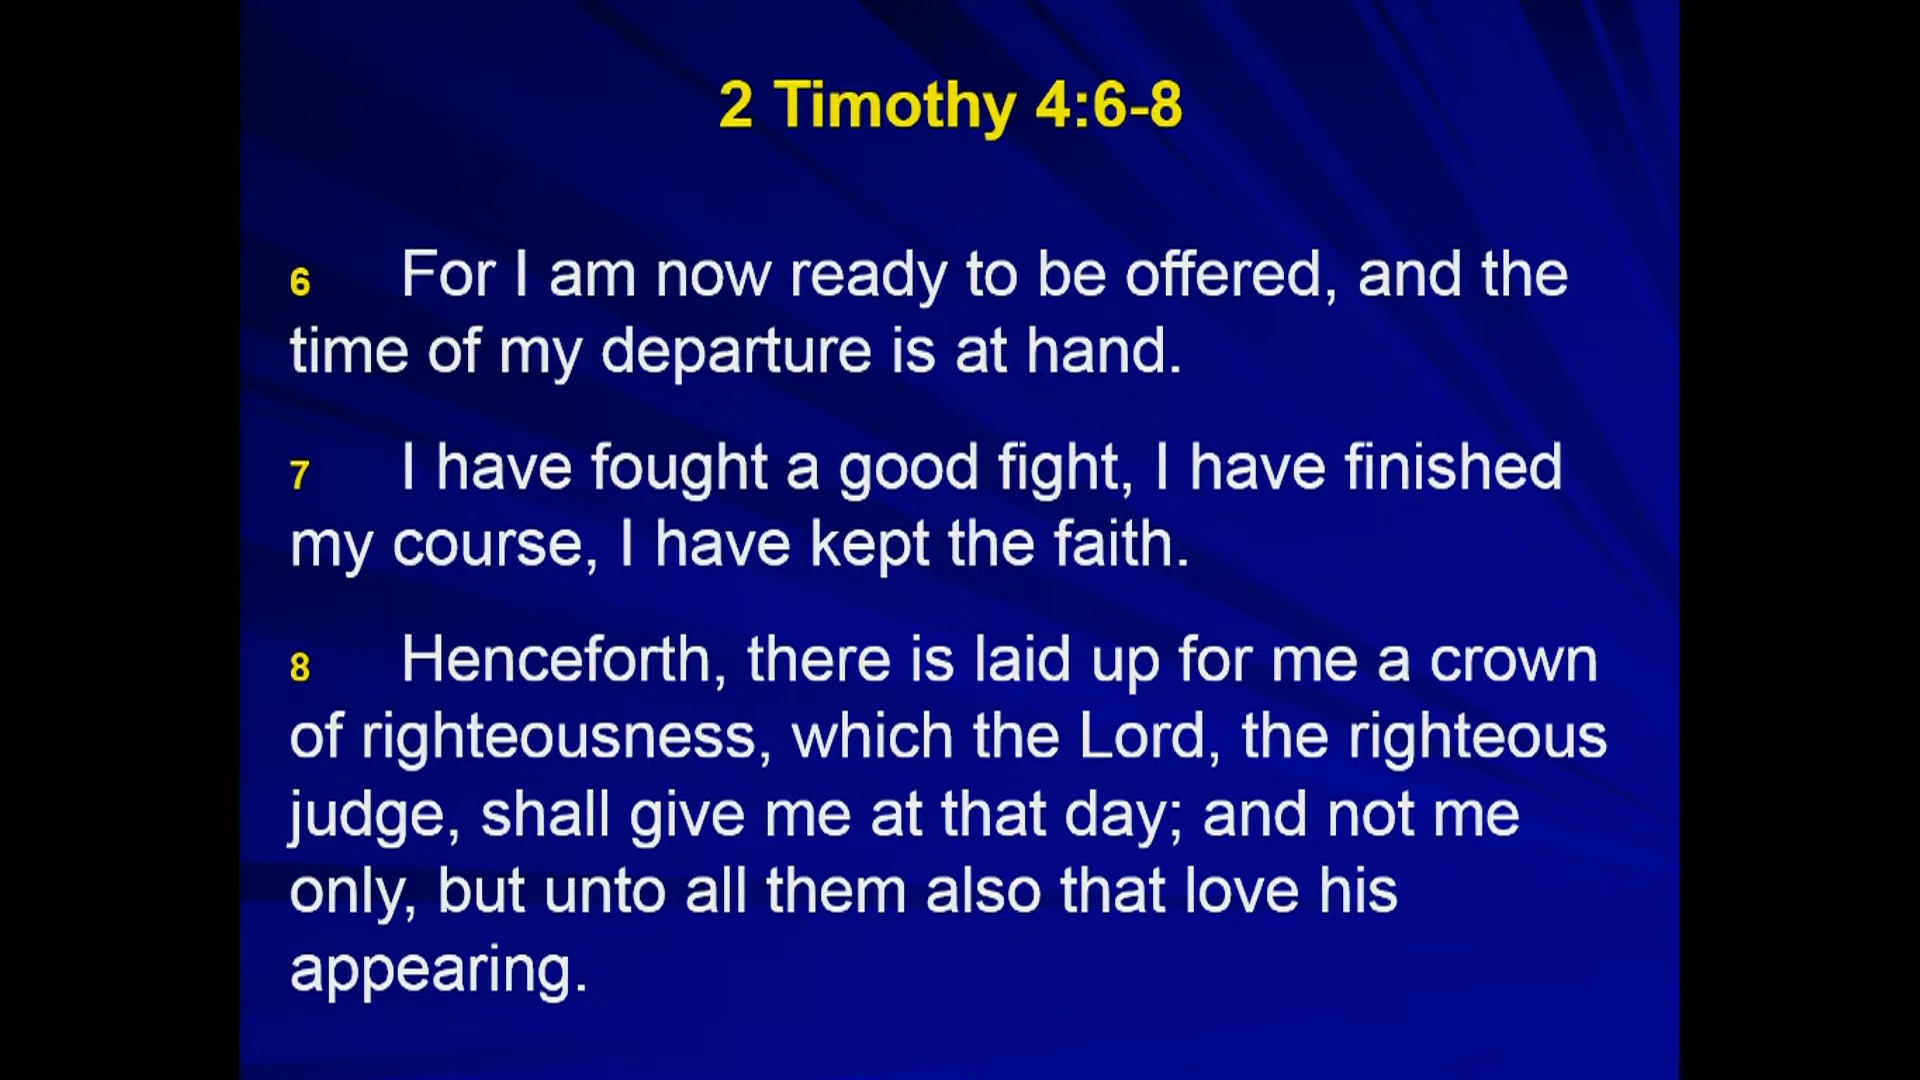 2 Timothy 4:6-8
6 For I am now ready to be offered, and the
time of my departure is at hand.
7 I have fought a good fight, I have finished
my course, I have kept the faith.
8 Henceforth, there is laid up for me a crown
of righteousness, which the Lord, the righteous
judge, shall give me at that day; and not me
only, but unto all them also that love his
appearing.